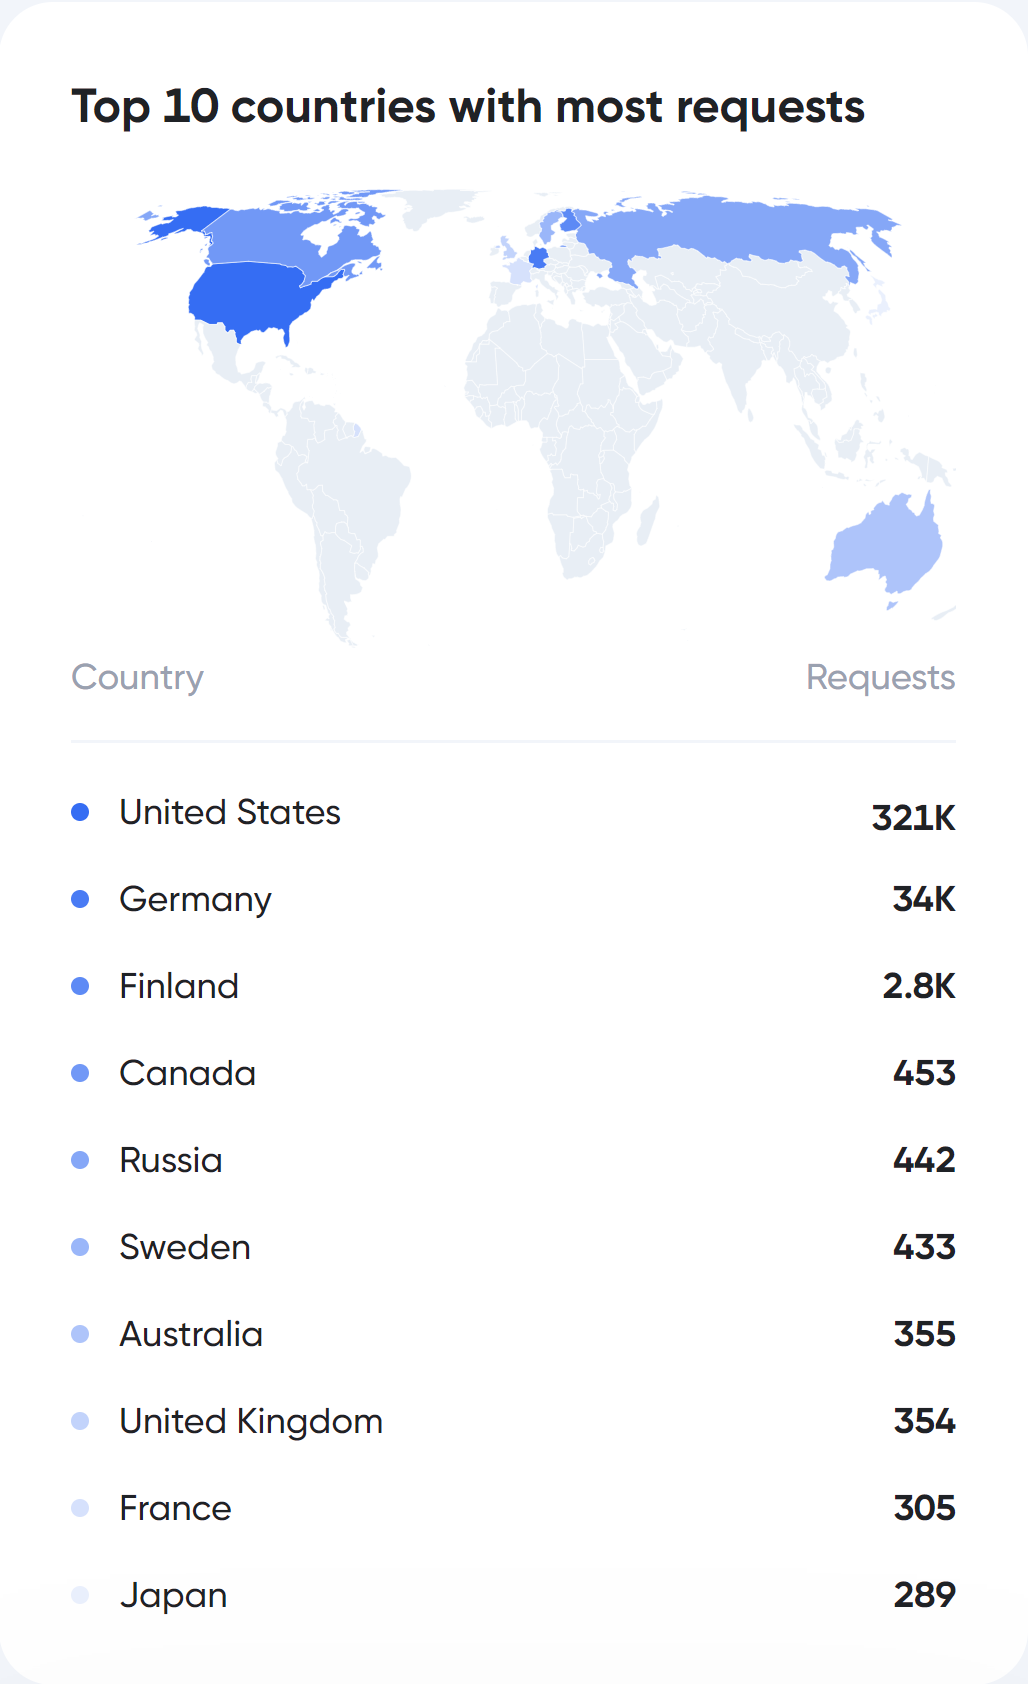 Top 10 countries with most requests
Country Requests
United States 321K
Germany 34K
Finland 2.8K
Canada 453
Russia 442
Sweden 433
Australia 355
United Kingdom 354
France 305
Japan 289